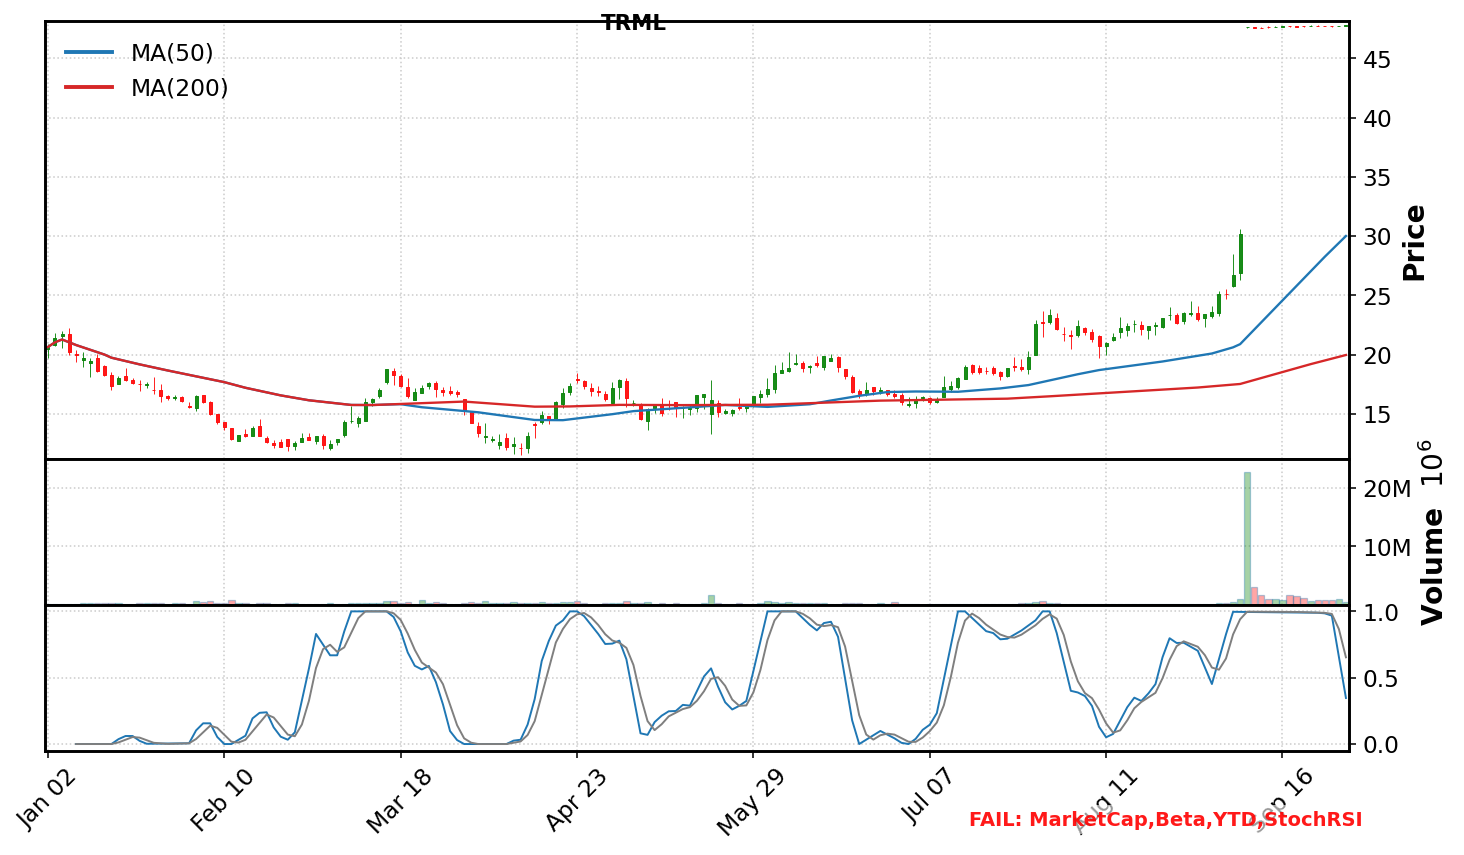 TRML
MA(50)
MA(200)
45
40
35
30
25
20
15
Price
20M
10M
Volume 10^6
1.0
0.5
0.0
Jan 02
Feb 10
Mar 18
Apr 23
May 29
Jul 07
Aug 11
Sep 16
FAIL: MarketCap,Beta,YTD,StochRSI